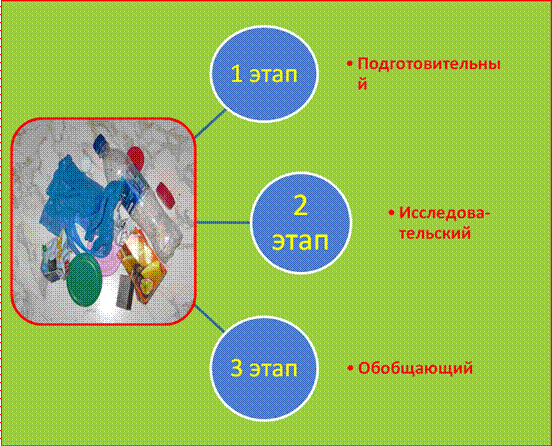 1 этап
• Подготовительны
й
2
этап
• Исследова-
тельский
3 этап
• Обобщающий